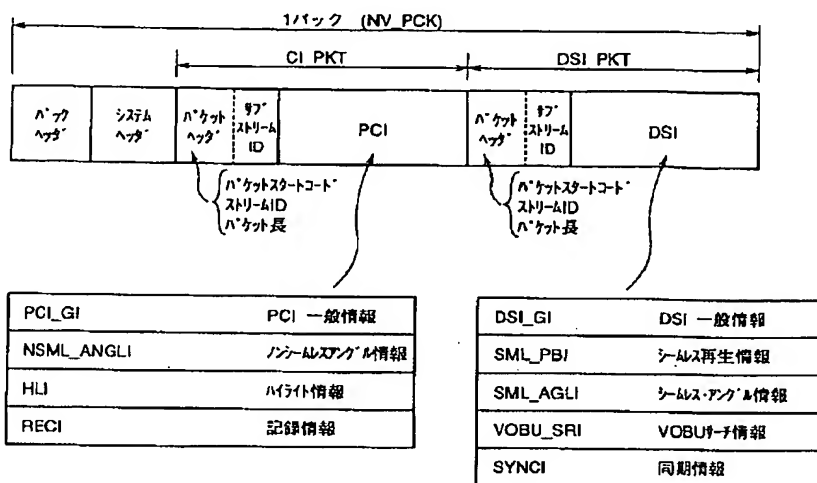 1パック (NV_PCK)
CI PKT
DSI PKT
パック
ヘッダ
システム
ヘッダ
パケット
ヘッダ
サブ
ストリーム
ID
PCI
パケット
ヘッダ
サブ
ストリーム
ID
DSI
パケットスタートコード
ストリームID
パケット長
パケットスタートコード
ストリームID
パケット長
PCI_GI PCI 一般情報
NSML_ANGLI ノンシームレスアングル情報
HLI ハイライト情報
RECI 記録情報
DSI_GI DSI 一般情報
SML_PBI シームレス再生情報
SML_AGLI シームレス・アングル情報
VOBU_SRI VOBUサーチ情報
SYNCI 同期情報